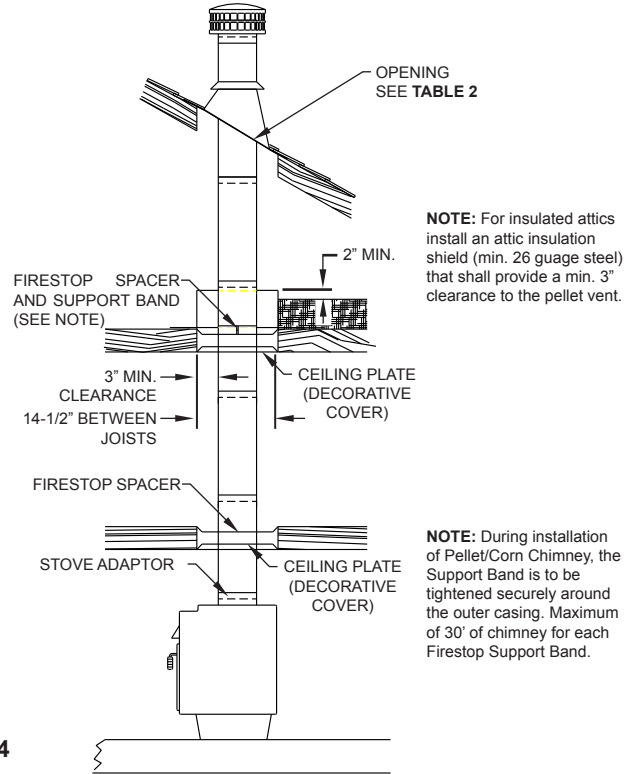 OPENING
SEE TABLE 2
NOTE: For insulated attics
install an attic insulation
shield (min. 26 guage steel)
that shall provide a min. 3"
clearance to the pellet vent.
2" MIN.
FIRESTOP SPACER
AND SUPPORT BAND
(SEE NOTE)
3" MIN.
CLEARANCE
14-1/2" BETWEEN
JOISTS
CEILING PLATE
(DECORATIVE
COVER)
FIRESTOP SPACER
STOVE ADAPTOR
CEILING PLATE
(DECORATIVE
COVER)
NOTE: During installation
of Pellet/Corn Chimney, the
Support Band is to be
tightened securely around
the outer casing. Maximum
of 30' of chimney for each
Firestop Support Band.
4